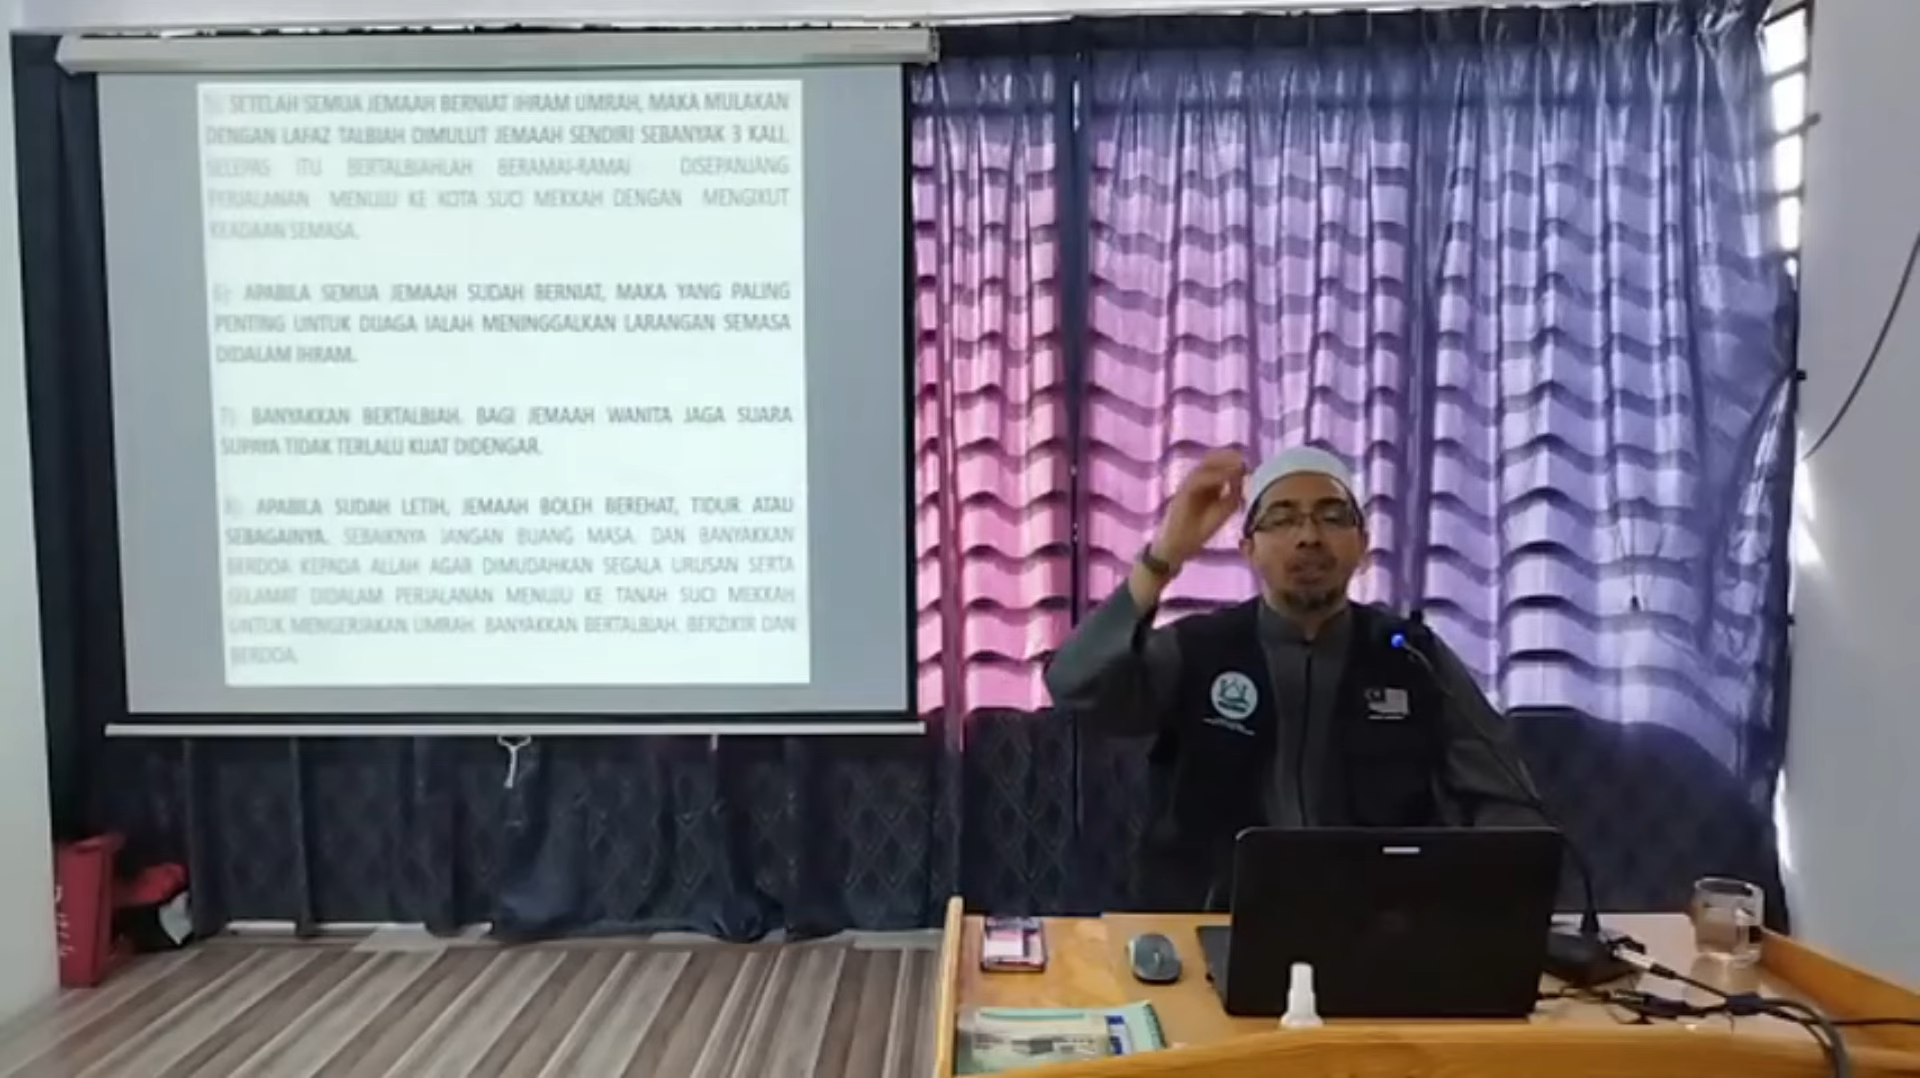 5) SETELAH SEMUA JEMAAH BERNIAT IHRAM UMRAH, MAKA MULAKAN
DENGAN LAFAZ TALBIAH DIMULUT JEMAAH SENDIRI SEBANYAK 3 KALI.
SELEPAS ITU BERTALBIAHLAH BERAMAI-RAMAI DISEPANJANG
PERJALANAN MENUJU KE KOTA SUCI MEKKAH DENGAN MENGIKUT
KEADAAN SEMASA.
6) APABILA SEMUA JEMAAH SUDAH BERNIAT, MAKA YANG PALING
PENTING UNTUK DIJAGA IALAH MENINGGALKAN LARANGAN SEMASA
DIDALAM IHRAM.
7) BANYAKKAN BERTALBIAH. BAGI JEMAAH WANITA JAGA SUARA
SUPAYA TIDAK TERLALU KUAT DIDENGAR.
8) APABILA SUDAH LETIH, JEMAAH BOLEH BEREHAT, TIDUR ATAU
SEBAGAINYA. SEBAIKNYA JANGAN BUANG MASA DAN BANYAKKAN
BERDOA KEPADA ALLAH AGAR DIMUDAHKAN SEGALA URUSAN SERTA
SELAMAT DIDALAM PERJALANAN MENUJU KE TANAH SUCI MEKKAH
UNTUK MENGERJAKAN UMRAH. BANYAKKAN BERTALBIAH, BERZIKIR DAN
BERDOA.